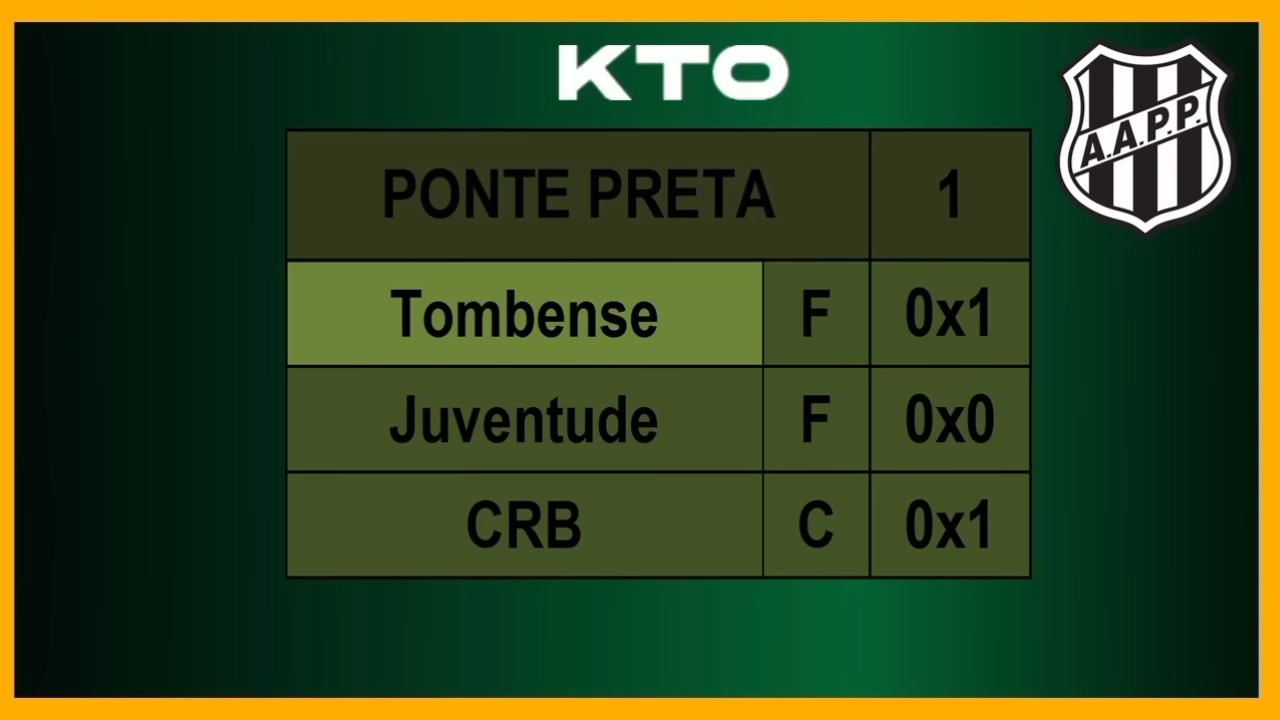 KTO
A.A.P.P.
PONTE PRETA 1
Tombense F 0x1
Juventude F 0x0
CRB C 0x1